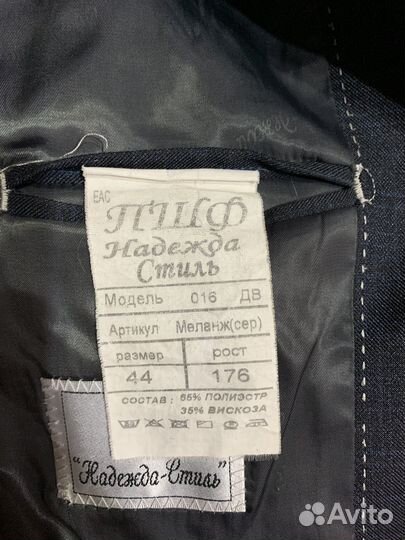 EAC
ПШФ
Надежда
Стиль
Модель 016 ДВ
Артикул Меланж(сер)
размер рост
44 176
СОСТАВ : 65% ПОЛИЭСТР
35% ВИСКОЗА
"Надежда-Стиль"
Avito